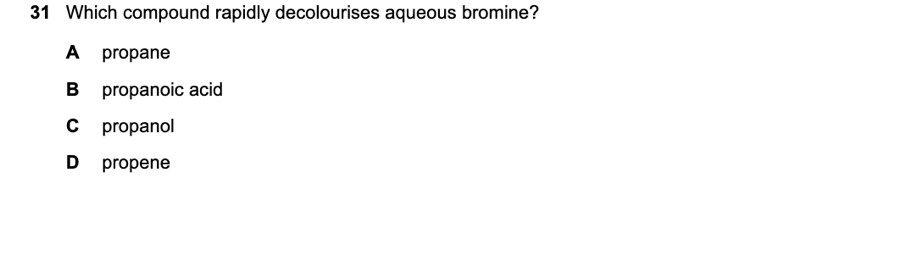 31 Which compound rapidly decolourises aqueous bromine?
A propane
B propanoic acid
C propanol
D propene